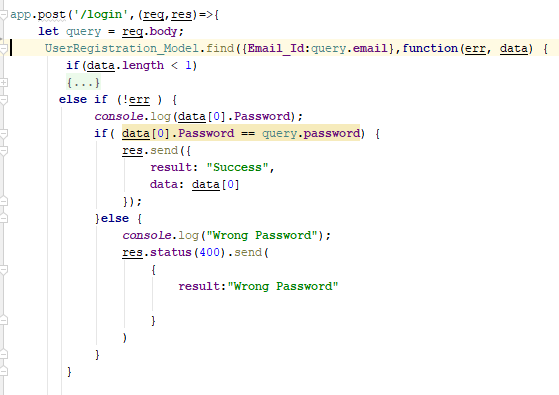 app.post('/login',(req,res)=>{
    let query = req.body;
     UserRegistration_Model.find({Email_Id:query.email},function(err, data) {
        if(data.length < 1)
        {...}
       else if (!err ) {
            console.log(data[0].Password);
            if( data[0].Password == query.password) {
                res.send({
                    result: "Success",
                    data: data[0]
                });
            }else {
                console.log("Wrong Password");
                res.status(400).send(
                    {
                        result:"Wrong Password"
                    }
                )
            }
        }